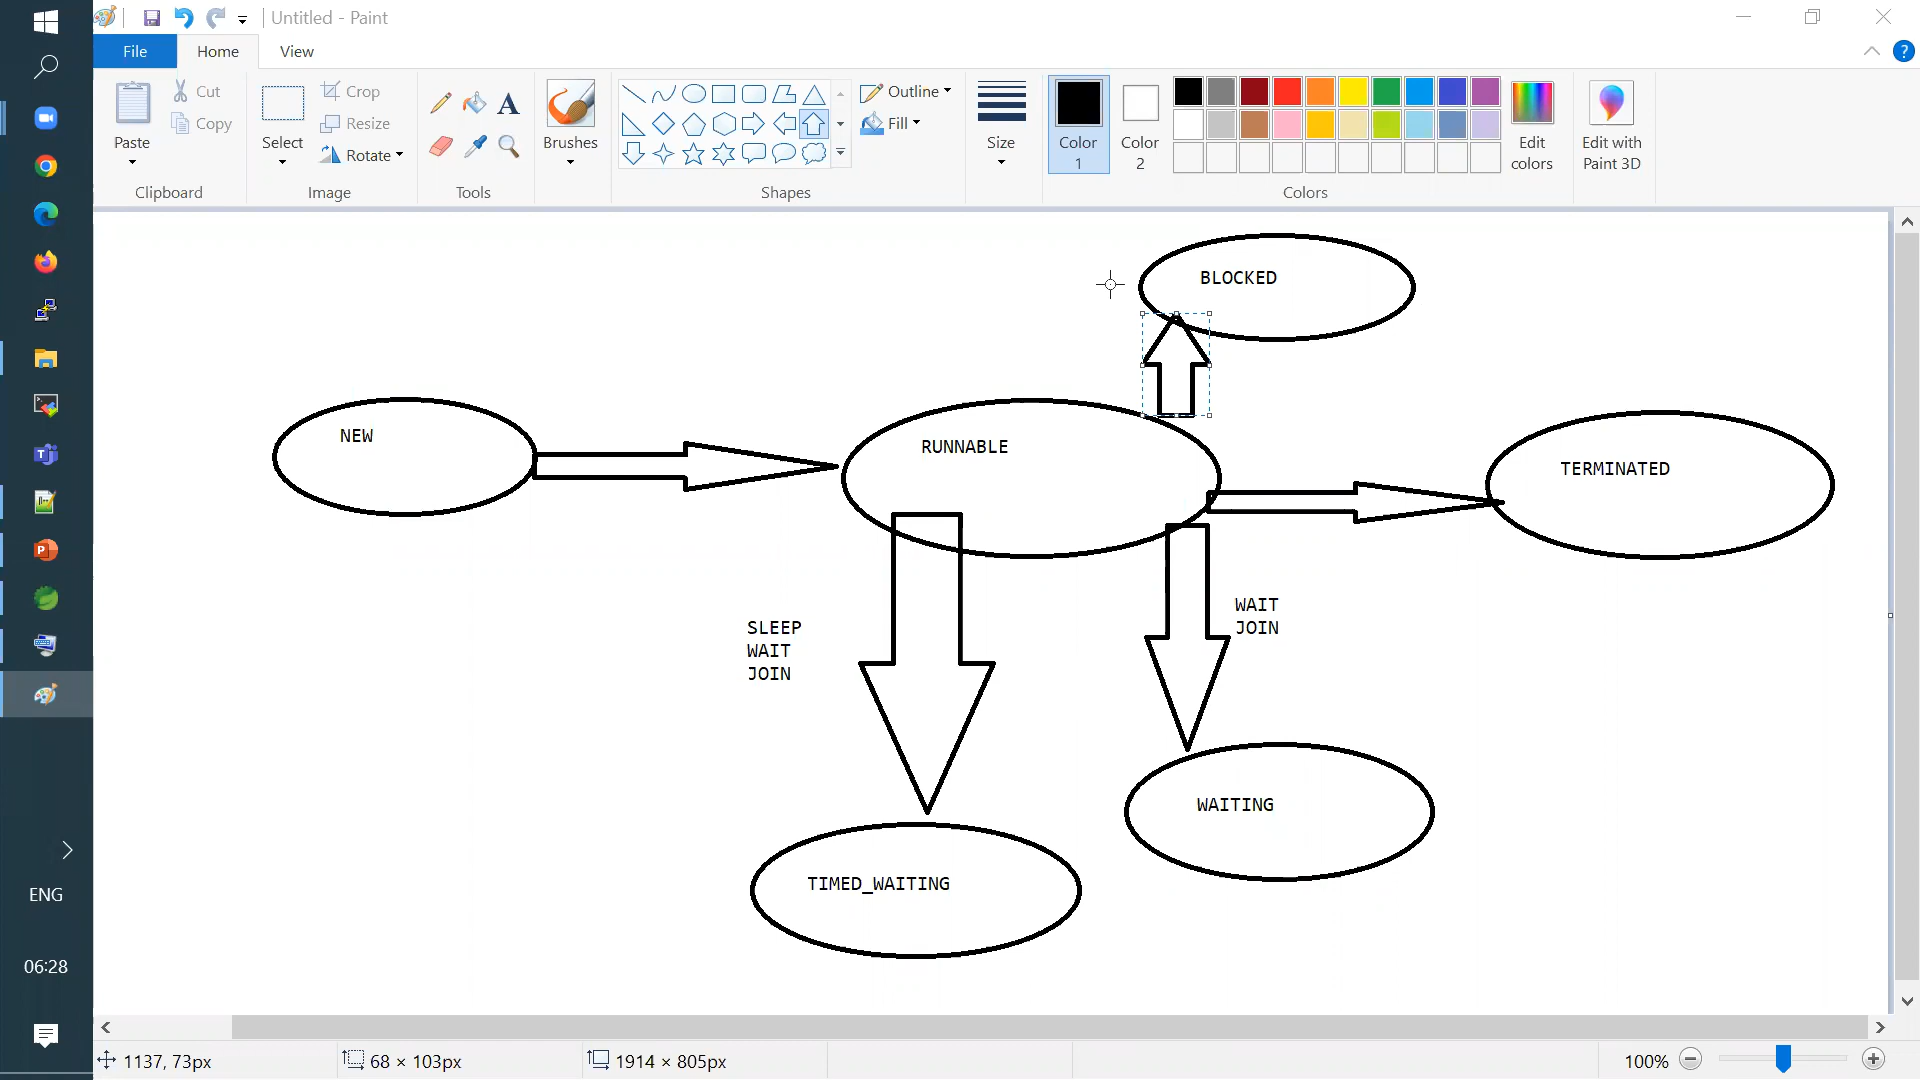 Untitled - Paint
File
Home
View
Paste
Cut
Copy
Clipboard
Select
Crop
Resize
Rotate
Image
A
Tools
Brushes
Outline
Fill
Shapes
Size
Color
1
Color
2
Edit
colors
Colors
Edit with
Paint 3D
?
BLOCKED
NEW
RUNNABLE
TERMINATED
SLEEP
WAIT
JOIN
WAIT
JOIN
WAITING
TIMED_WAITING
ENG
06:28
1137, 73px
68 × 103px
1914 × 805px
100%